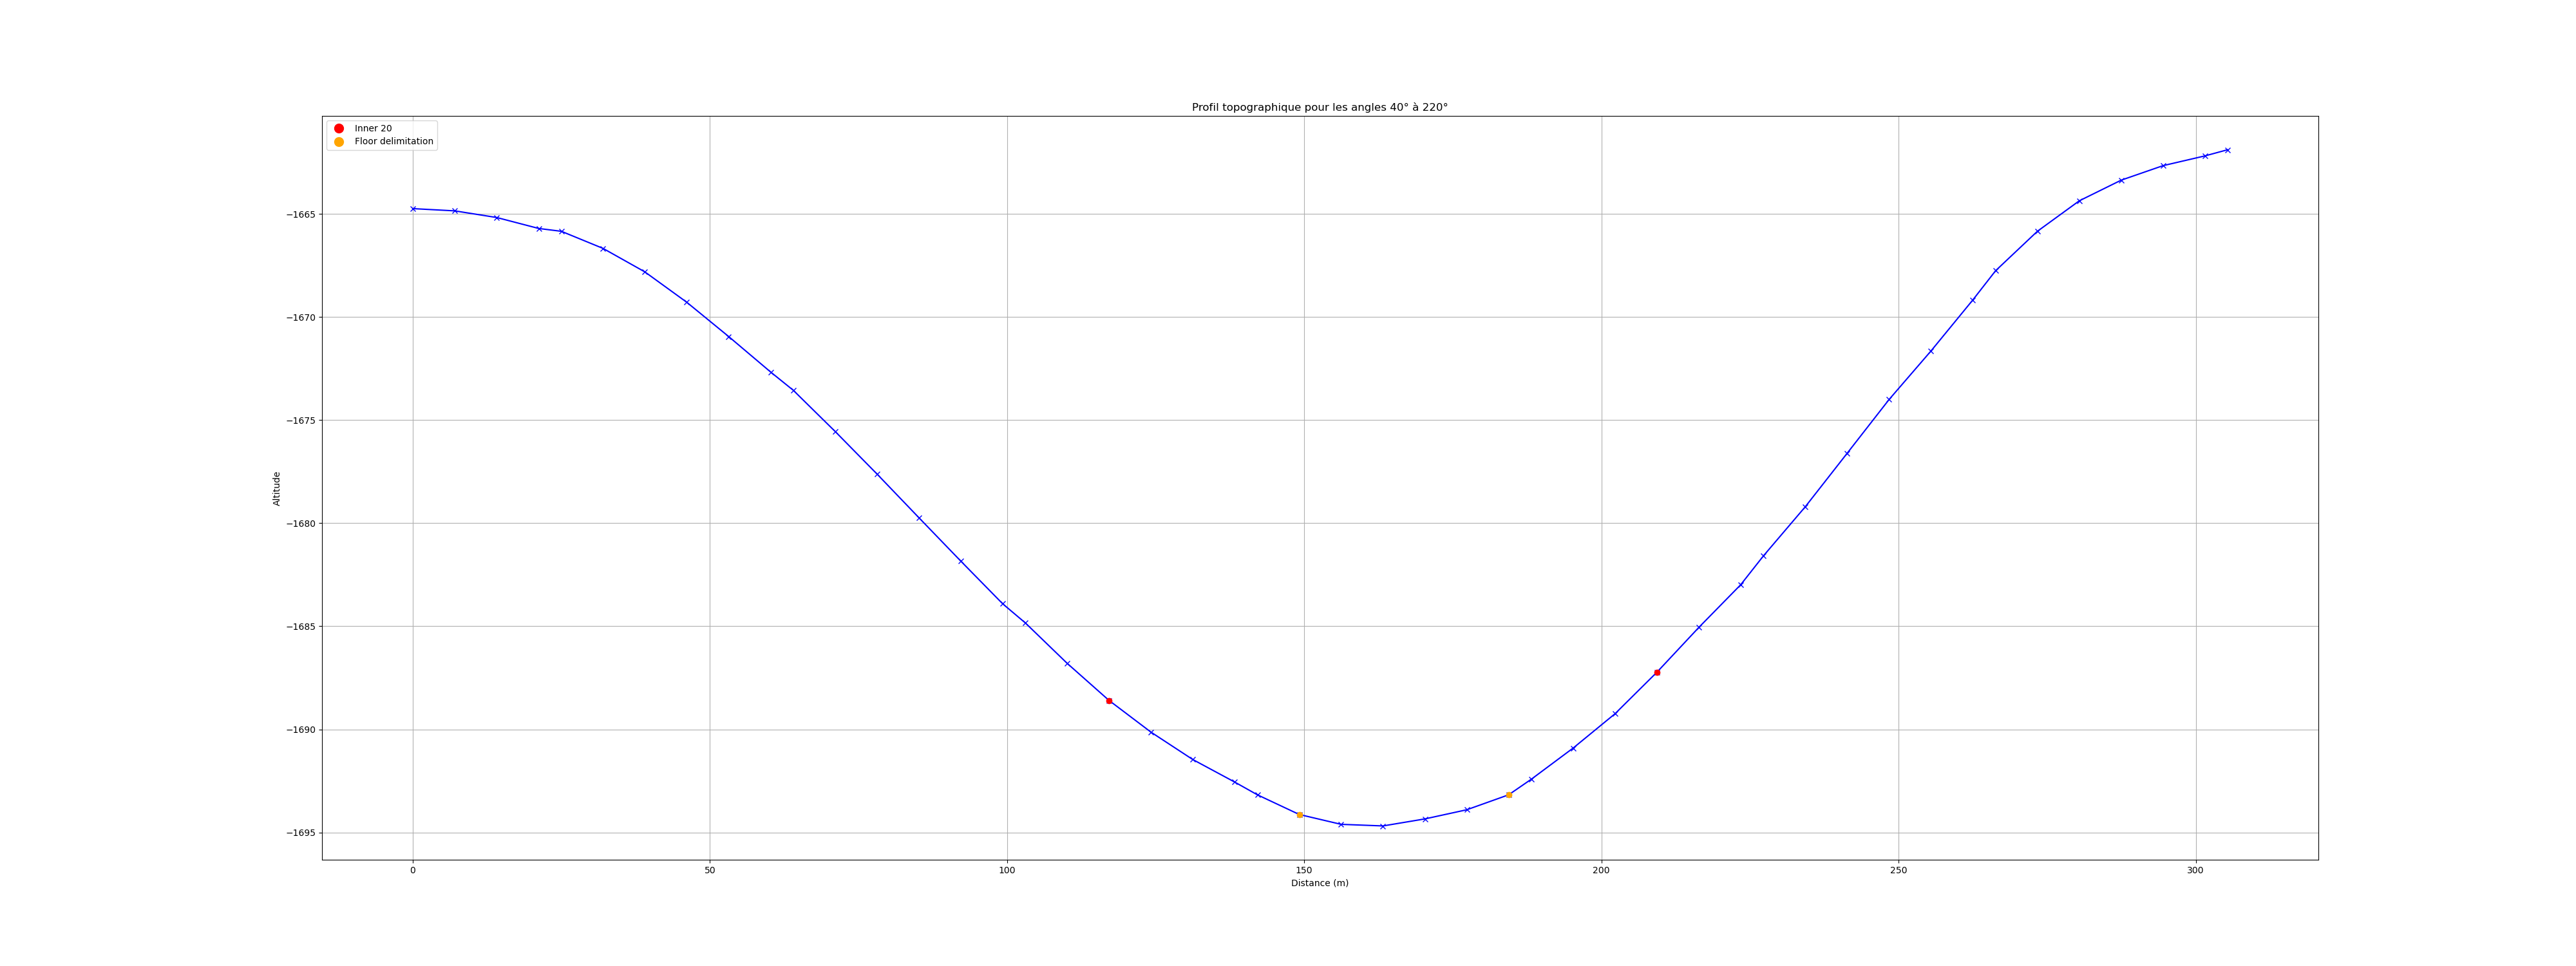 Profil topographique pour les angles 40° à 220°
Inner 20
Floor delimitation
−1665
−1670
−1675
−1680
−1685
−1690
−1695
Altitude
0 50 100 150 200 250 300
Distance (m)